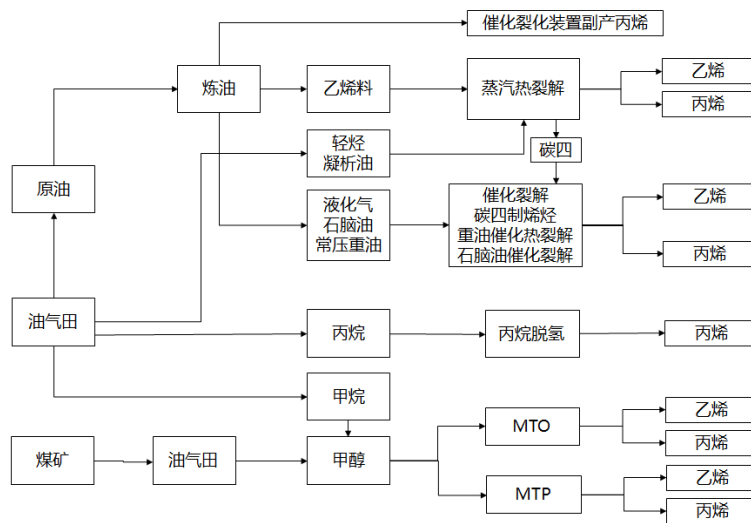 催化裂化装置副产丙烯
炼油
乙烯料
蒸汽热裂解
乙烯
丙烯
轻烃
凝析油
碳四
原油
液化气
石脑油
常压重油
催化裂解
碳四制烯烃
重油催化热裂解
石脑油催化裂解
乙烯
丙烯
油气田
丙烷
丙烷脱氢
丙烯
甲烷
煤矿
油气田
甲醇
MTO
乙烯
丙烯
MTP
乙烯
丙烯